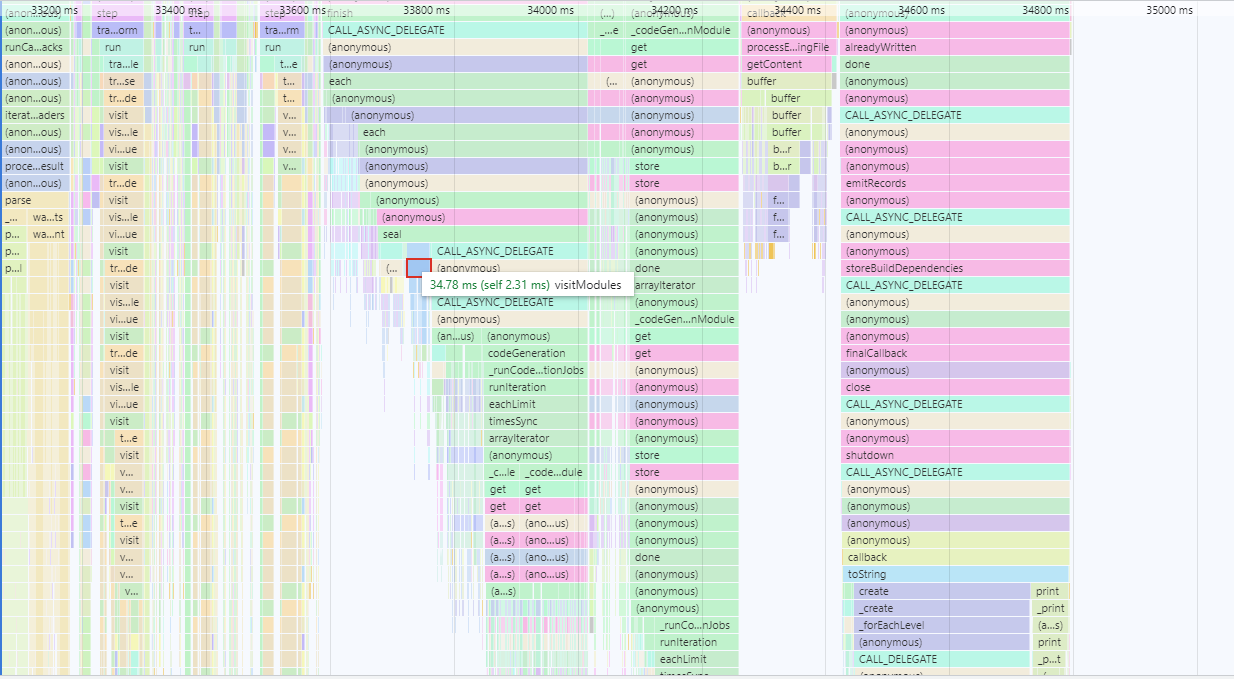 33200 ms 33400 ms 33600 ms 33800 ms 34000 ms 34200 ms 34400 ms 34600 ms 34800 ms 35000 ms
(anon...ous) step step step finish (...) (anonymous) callback (anonymous)
(anon...ous) tra...orm t... tra...rm CALL_ASYNC_DELEGATE _...e _codeGen...nModule (anonymous) (anonymous)
runCa...acks run run run (anonymous) get processE...ingFile alreadyWritten
(anon...ous) tra...le t...e (anonymous) get getContent done
(anon...ous) tr...se t... each (... (anonymous) buffer (anonymous)
(anon...ous) tr...de t... (anonymous) (anonymous) buffer (anonymous)
iterat...aders visit v... (anonymous) (anonymous) buffer CALL_ASYNC_DELEGATE
(anon...ous) vis...le v... each (anonymous) buffer (anonymous)
(anon...ous) vi...ue v... (anonymous) (anonymous) b...r (anonymous)
proce...esult visit v... (anonymous) store b...r (anonymous)
(anon...ous) tr...de (anonymous) store emitRecords
parse visit (anonymous) (anonymous) f... (anonymous)
_... wa...ts vis...le (anonymous) (anonymous) f... CALL_ASYNC_DELEGATE
p... wa...nt vi...ue seal (anonymous) f... (anonymous)
p... visit CALL_ASYNC_DELEGATE (anonymous) (anonymous)
p...l tr...de (... (anonymous) done storeBuildDependencies
visit 34.78 ms (self 2.31 ms) visitModules arrayIterator CALL_ASYNC_DELEGATE
vis...le CALL_ASYNC_DELEGATE (anonymous) (anonymous)
vi...ue (anonymous) _codeGen...nModule (anonymous)
visit (an...us) (anonymous) get (anonymous)
tr...de codeGeneration get finalCallback
visit _runCode...tionJobs (anonymous) (anonymous)
vis...le runIteration (anonymous) close
vi...ue eachLimit (anonymous) CALL_ASYNC_DELEGATE
visit timesSync (anonymous) (anonymous)
t...e arrayIterator (anonymous) (anonymous)
visit (anonymous) store shutdown
v... _c...le _code...dule store CALL_ASYNC_DELEGATE
v... get get (anonymous) (anonymous)
visit get get (anonymous) (anonymous)
t...e (a...s) (ano...us) (anonymous) (anonymous)
visit (a...s) (ano...us) (anonymous) (anonymous)
v... (a...s) (ano...us) done callback
v... (a...s) (ano...us) (anonymous) toString
v... (a...s) (anonymous) create print
(anonymous) _create _print
_runCo...nJobs _forEachLevel (a...s)
runIteration (anonymous) print
eachLimit CALL_DELEGATE _p...t